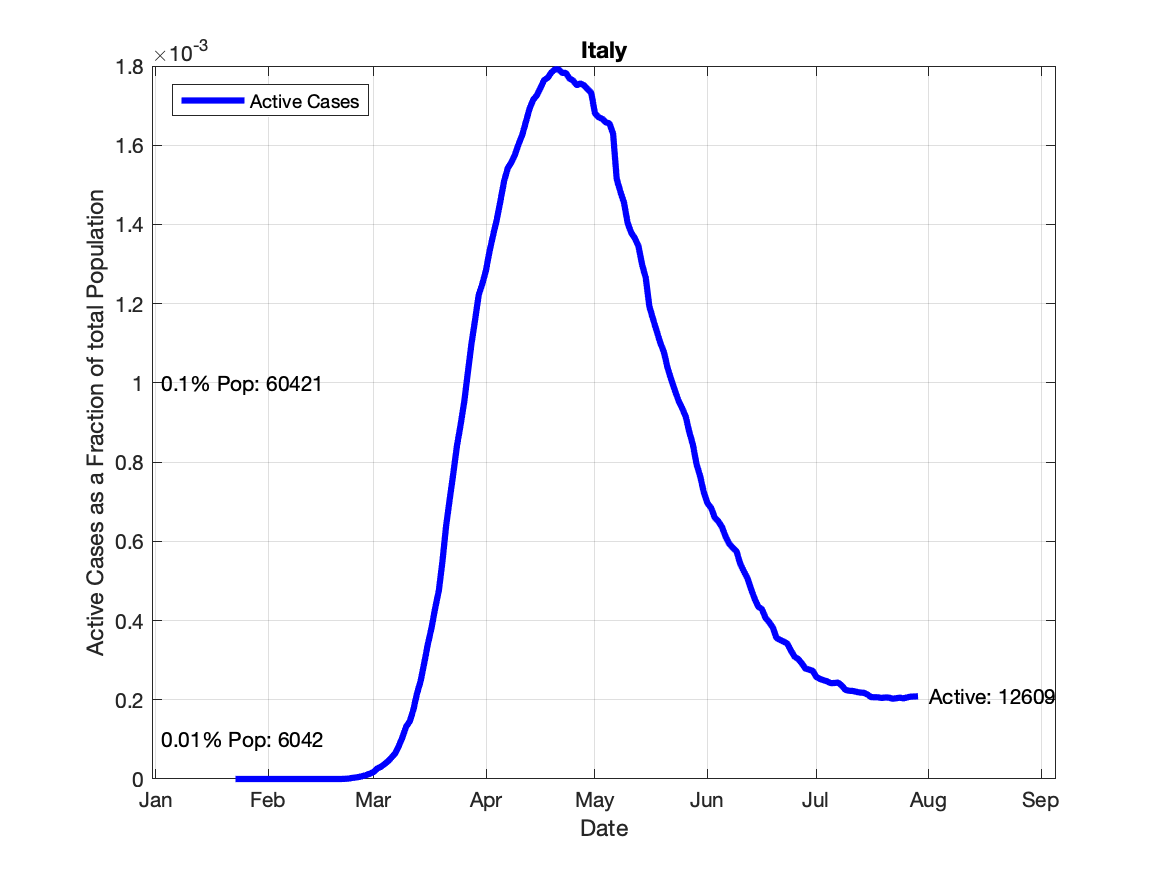 Italy
×10-3
1.8
1.6
1.4
1.2
1
0.8
0.6
0.4
0.2
0
Active Cases as a Fraction of total Population
Active Cases
0.1% Pop: 60421
0.01% Pop: 6042
Active: 12609
Jan Feb Mar Apr May Jun Jul Aug Sep
Date